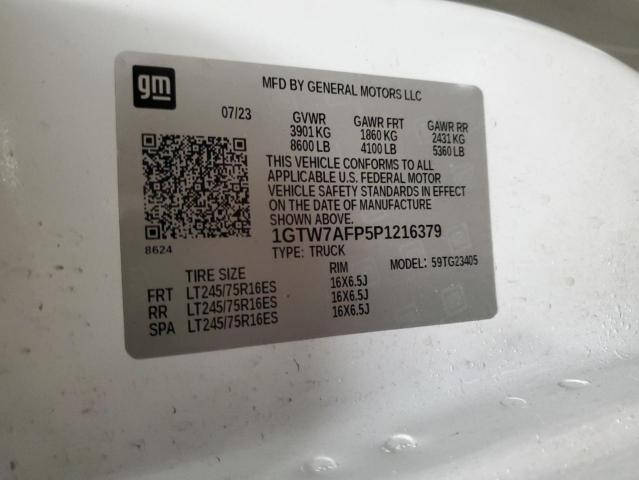 gm
MFD BY GENERAL MOTORS LLC
07/23 GVWR GAWR FRT GAWR RR
3901 KG 1860 KG 2431 KG
8600 LB 4100 LB 5360 LB
THIS VEHICLE CONFORMS TO ALL
APPLICABLE U.S. FEDERAL MOTOR
VEHICLE SAFETY STANDARDS IN EFFECT
ON THE DATE OF MANUFACTURE
SHOWN ABOVE.
8624
1GTW7AFP5P1216379
TYPE: TRUCK MODEL: 59TG23405
TIRE SIZE RIM
FRT LT245/75R16ES 16X6.5J
RR LT245/75R16ES 16X6.5J
SPA LT245/75R16ES 16X6.5J